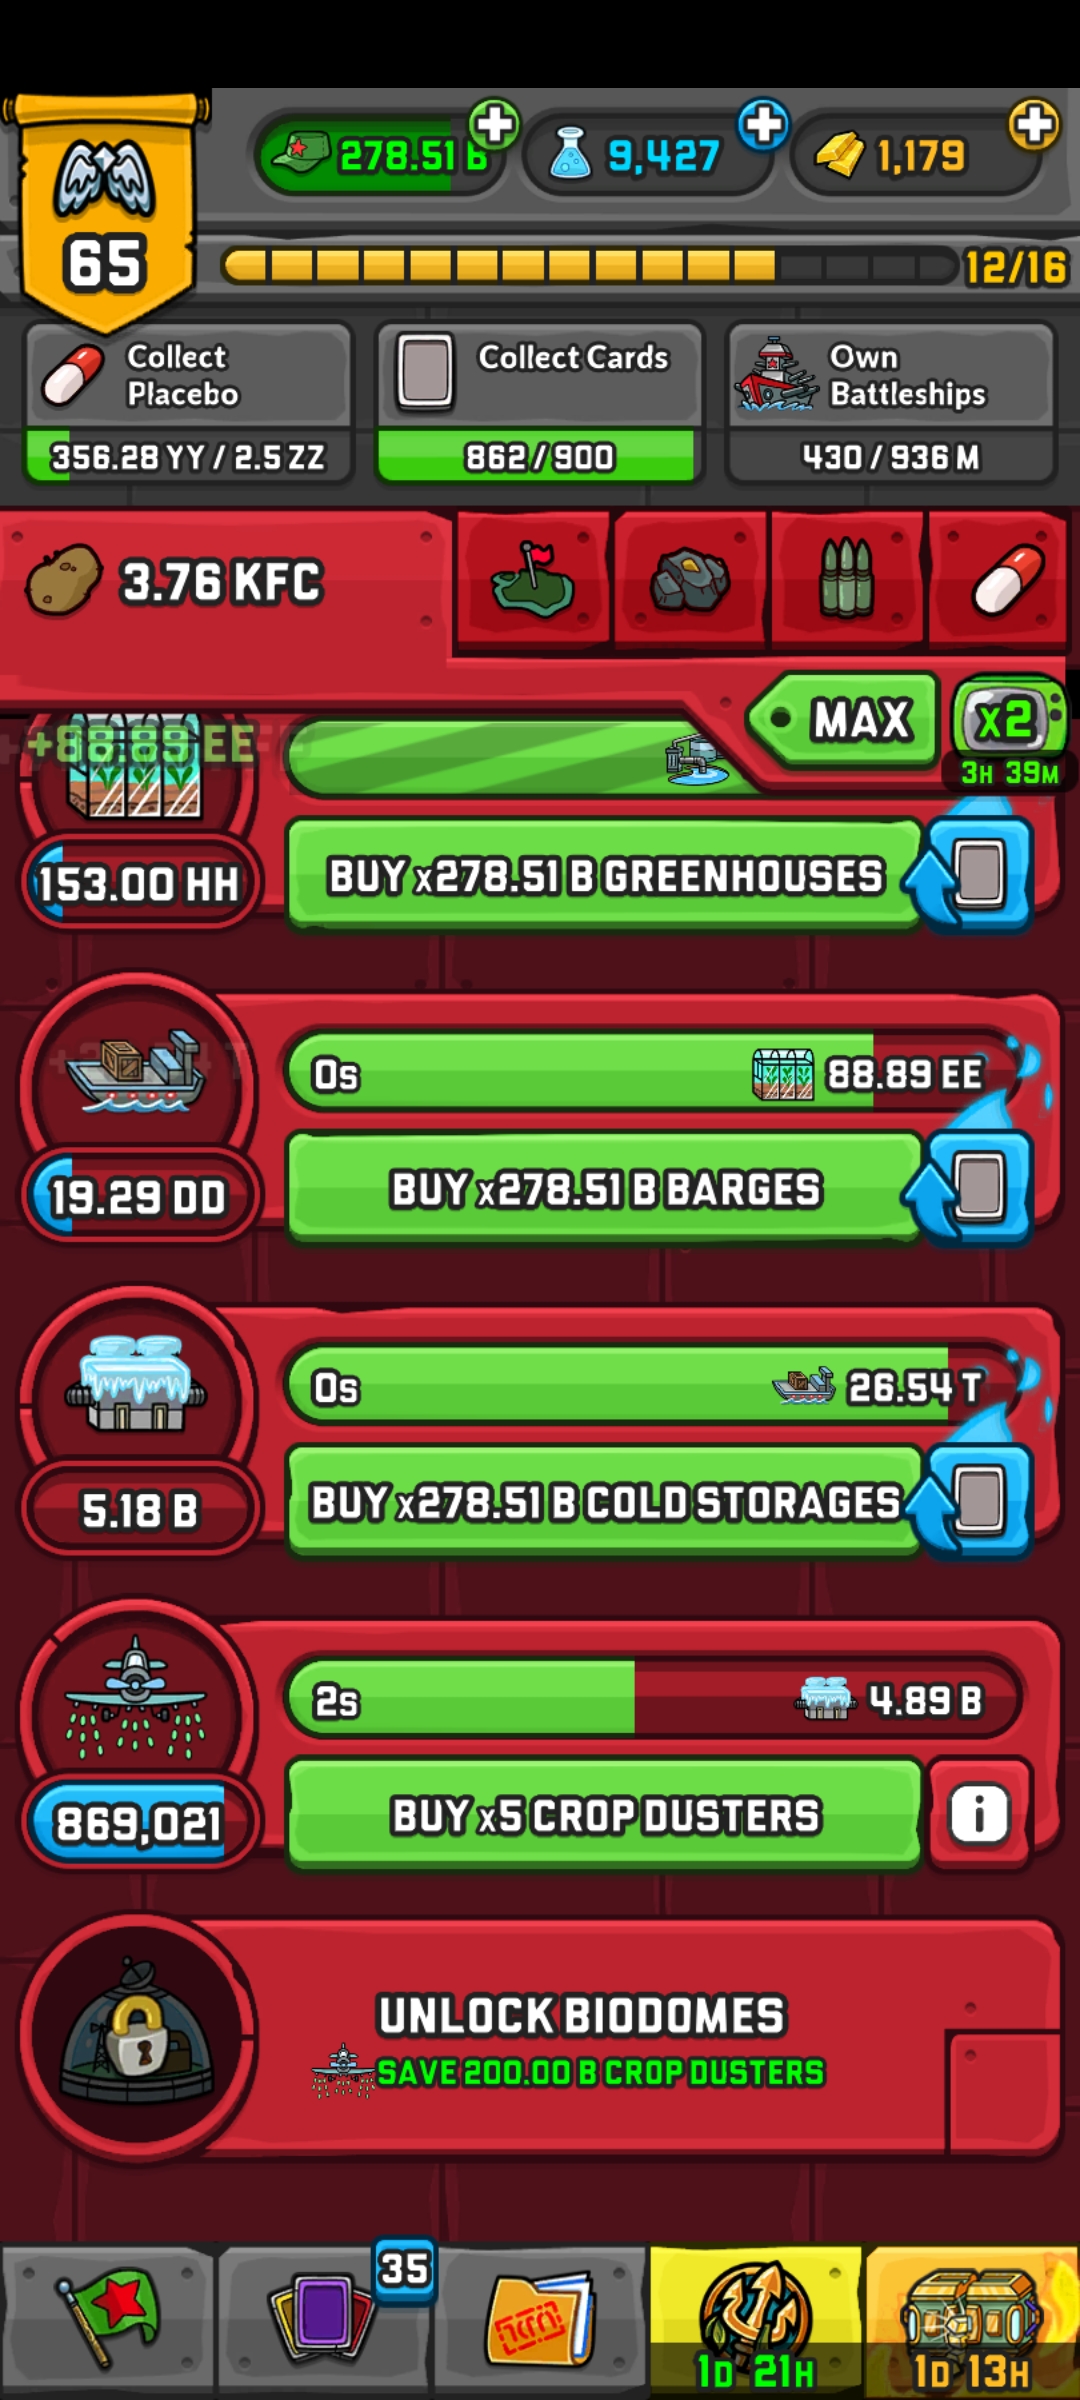 278.51 B
9,427
1,179
65
12/16
Collect
Placebo
356.28 YY / 2.5 ZZ
Collect Cards
862/900
Own
Battleships
430 / 936 M
3.76 KFC
MAX
x2
3H 39M
+88.89 EE
153.00 HH
BUY x278.51 B GREENHOUSES
0s
88.89 EE
19.29 DD
BUY x278.51 B BARGES
0s
26.54 T
5.18 B
BUY x278.51 B COLD STORAGES
2s
4.89 B
869,021
BUY x5 CROP DUSTERS
i
UNLOCK BIODOMES
SAVE 200.00 B CROP DUSTERS
35
1D 21H
1D 13H